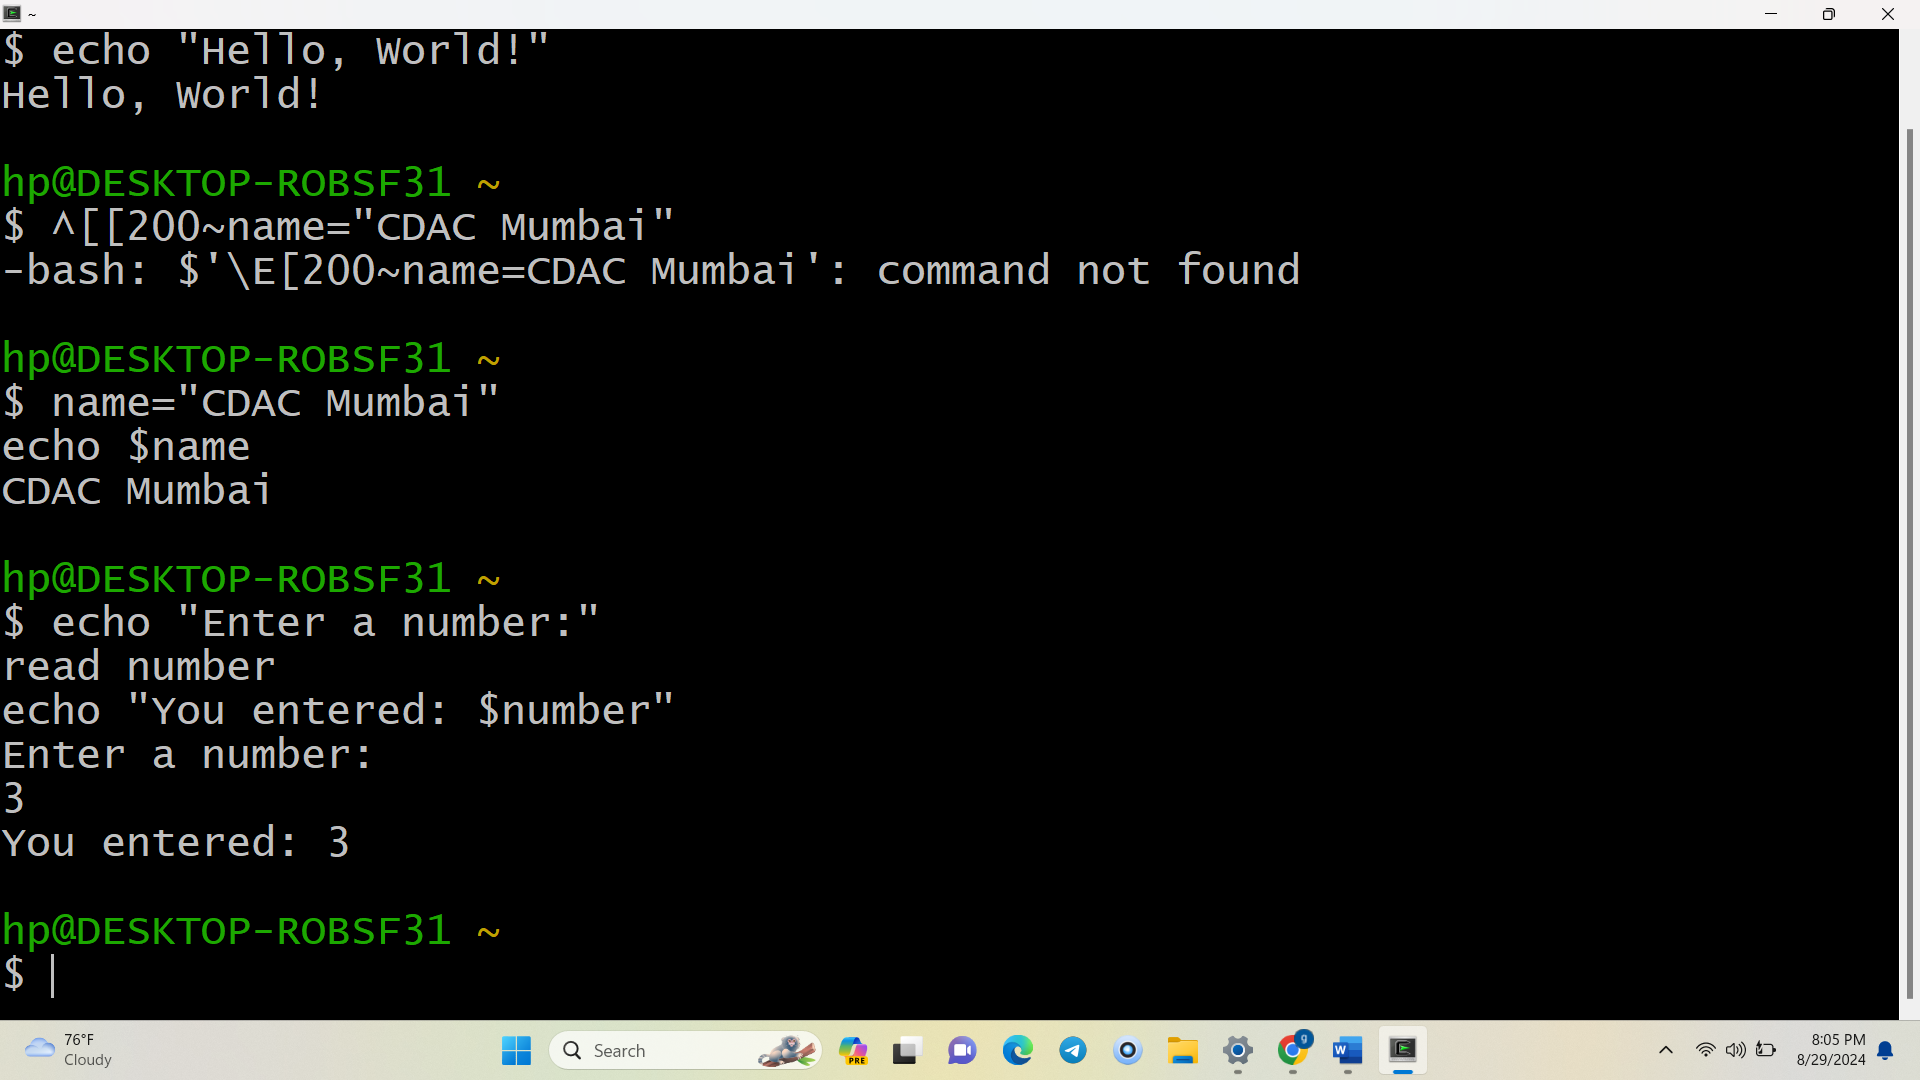 ~
$ echo "Hello, World!"
Hello, World!
hp@DESKTOP-ROBSF31 ~
$ ^[[200~name="CDAC Mumbai"
-bash: $'\E[200~name=CDAC Mumbai': command not found
hp@DESKTOP-ROBSF31 ~
$ name="CDAC Mumbai"
echo $name
CDAC Mumbai
hp@DESKTOP-ROBSF31 ~
$ echo "Enter a number:"
read number
echo "You entered: $number"
Enter a number:
3
You entered: 3
hp@DESKTOP-ROBSF31 ~
$
76°F
Cloudy
Search
PRE
g
W
8:05 PM
8/29/2024